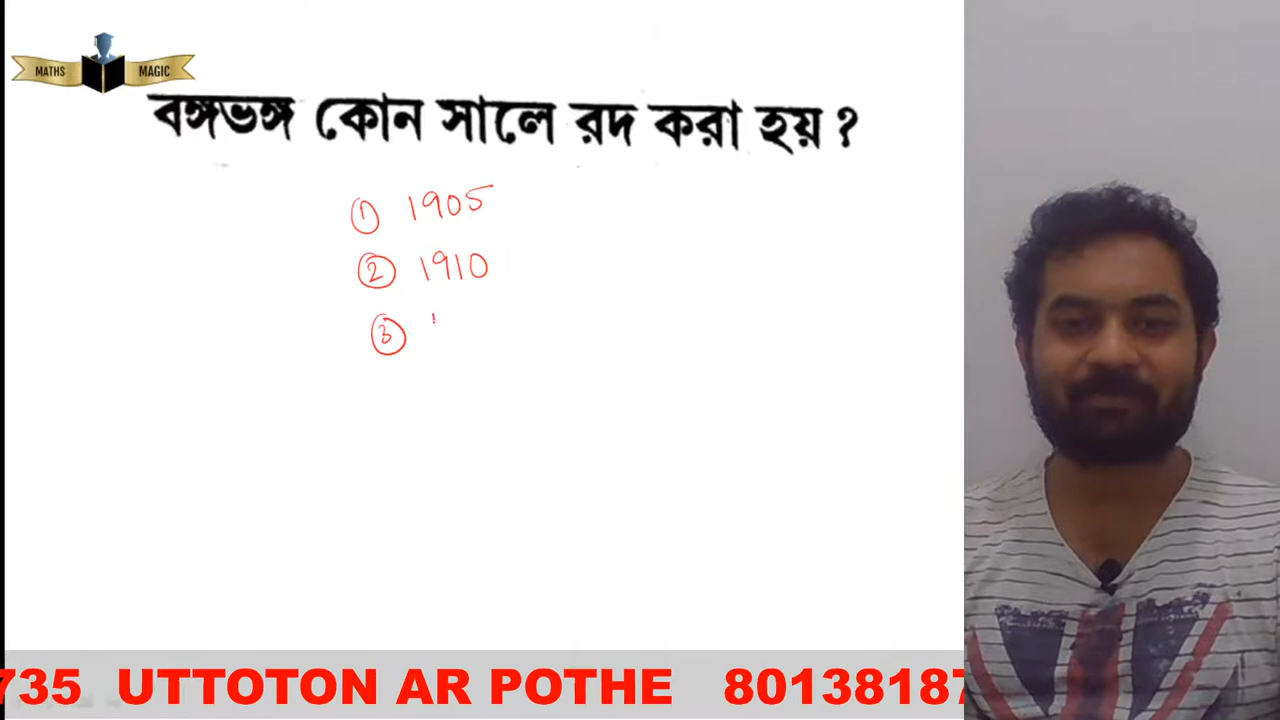 MATHS MAGIC
বঙ্গভঙ্গ কোন সালে রদ করা হয় ?
① 1905
② 1910
③
735 UTTOTON AR POTHE 80138187